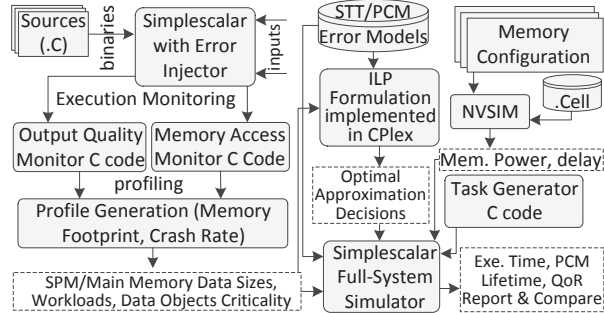 Sources
(.C)
binaries
Simplescalar
with Error
Injector
inputs
Execution Monitoring
Output Quality
Monitor C code
Memory Access
Monitor C Code
profiling
Profile Generation (Memory
Footprint, Crash Rate)
SPM/Main Memory Data Sizes,
Workloads, Data Objects Criticality
STT/PCM
Error Models
ILP
Formulation
implemented
in CPlex
Optimal
Approximation
Decisions
Simplescalar
Full-System
Simulator
Memory
Configuration
.Cell
NVSIM
Mem. Power, delay
Task Generator
C code
Exe. Time, PCM
Lifetime, QoR
Report & Compare